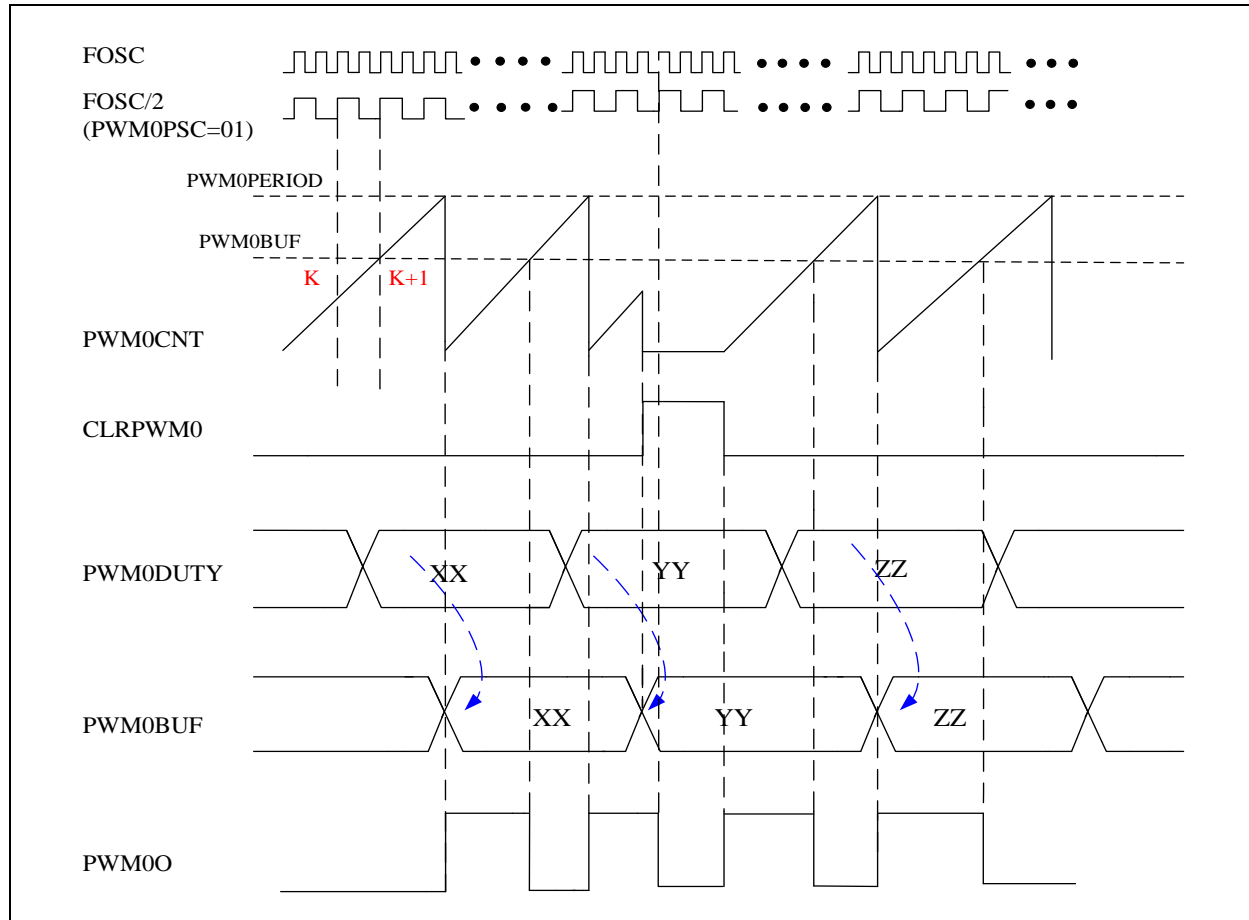 FOSC
FOSC/2
(PWM0PSC=01)
PWM0PERIOD
PWM0BUF
K K+1
PWM0CNT
CLRPWM0
PWM0DUTY XX YY ZZ
PWM0BUF XX YY ZZ
PWM0O